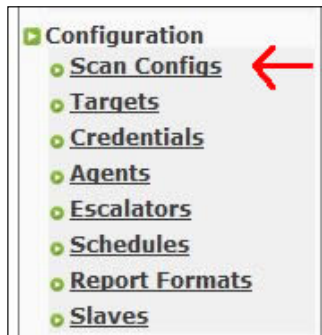 Configuration
Scan Configs
Targets
Credentials
Agents
Escalators
Schedules
Report Formats
Slaves